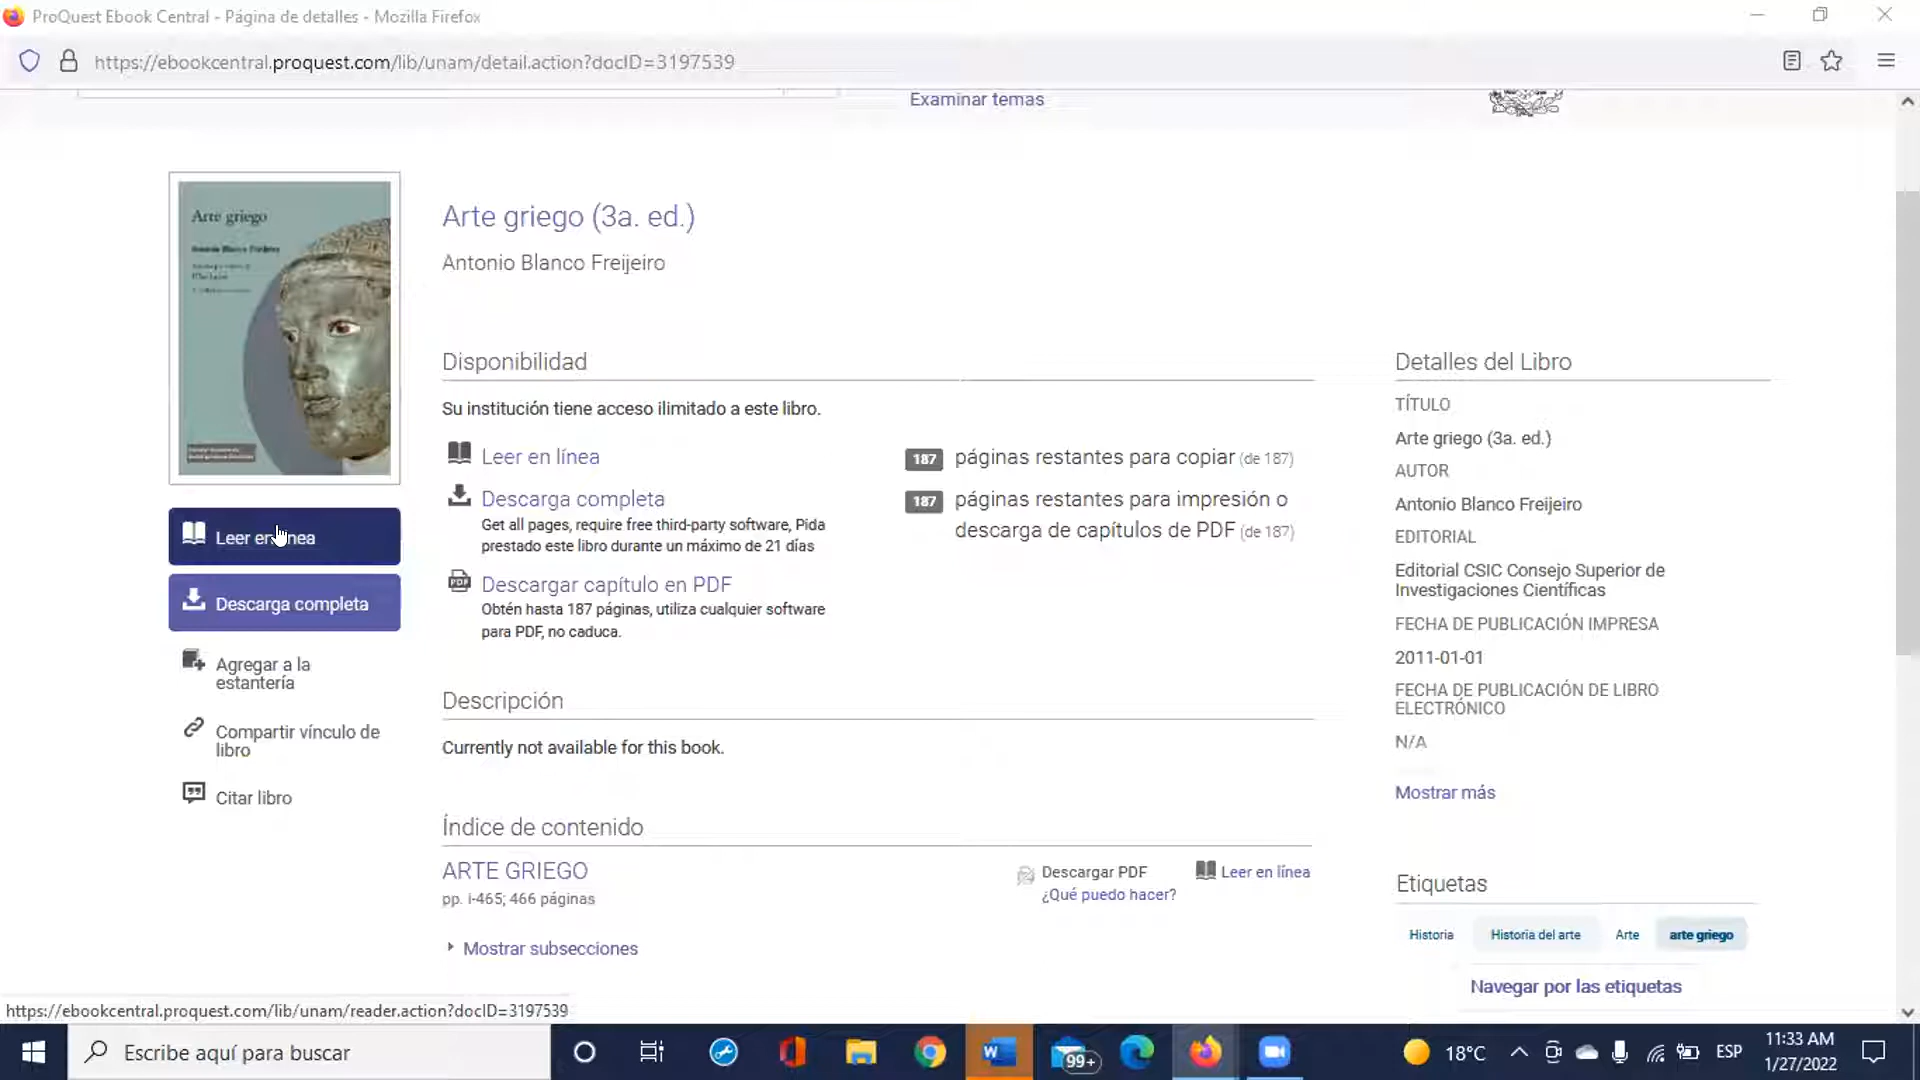 ProQuest Ebook Central - Página de detalles - Mozilla Firefox
https://ebookcentral.proquest.com/lib/unam/detail.action?docID=3197539
Examinar temas
Arte griego
Antonio Blanco Freijeiro
Arte griego (3a. ed.)
Antonio Blanco Freijeiro
Disponibilidad
Su institución tiene acceso ilimitado a este libro.
Leer en línea
Descarga completa
Get all pages, require free third-party software, Pida
prestado este libro durante un máximo de 21 días
Descargar capítulo en PDF
Obtén hasta 187 páginas, utiliza cualquier software
para PDF, no caduca.
187 páginas restantes para copiar (de 187)
187 páginas restantes para impresión o
descarga de capítulos de PDF (de 187)
Leer en línea
Descarga completa
Agregar a la
estantería
Compartir vínculo de
libro
Citar libro
Descripción
Currently not available for this book.
Índice de contenido
ARTE GRIEGO
pp. i-465; 466 páginas
Descargar PDF
¿Qué puedo hacer?
Leer en línea
Mostrar subsecciones
Detalles del Libro
TÍTULO
Arte griego (3a. ed.)
AUTOR
Antonio Blanco Freijeiro
EDITORIAL
Editorial CSIC Consejo Superior de
Investigaciones Científicas
FECHA DE PUBLICACIÓN IMPRESA
2011-01-01
FECHA DE PUBLICACIÓN DE LIBRO
ELECTRÓNICO
N/A
Mostrar más
Etiquetas
Historia Historia del arte Arte arte griego
Navegar por las etiquetas
https://ebookcentral.proquest.com/lib/unam/reader.action?docID=3197539
Escribe aquí para buscar
W
99+
18°C
ESP
11:33 AM
1/27/2022